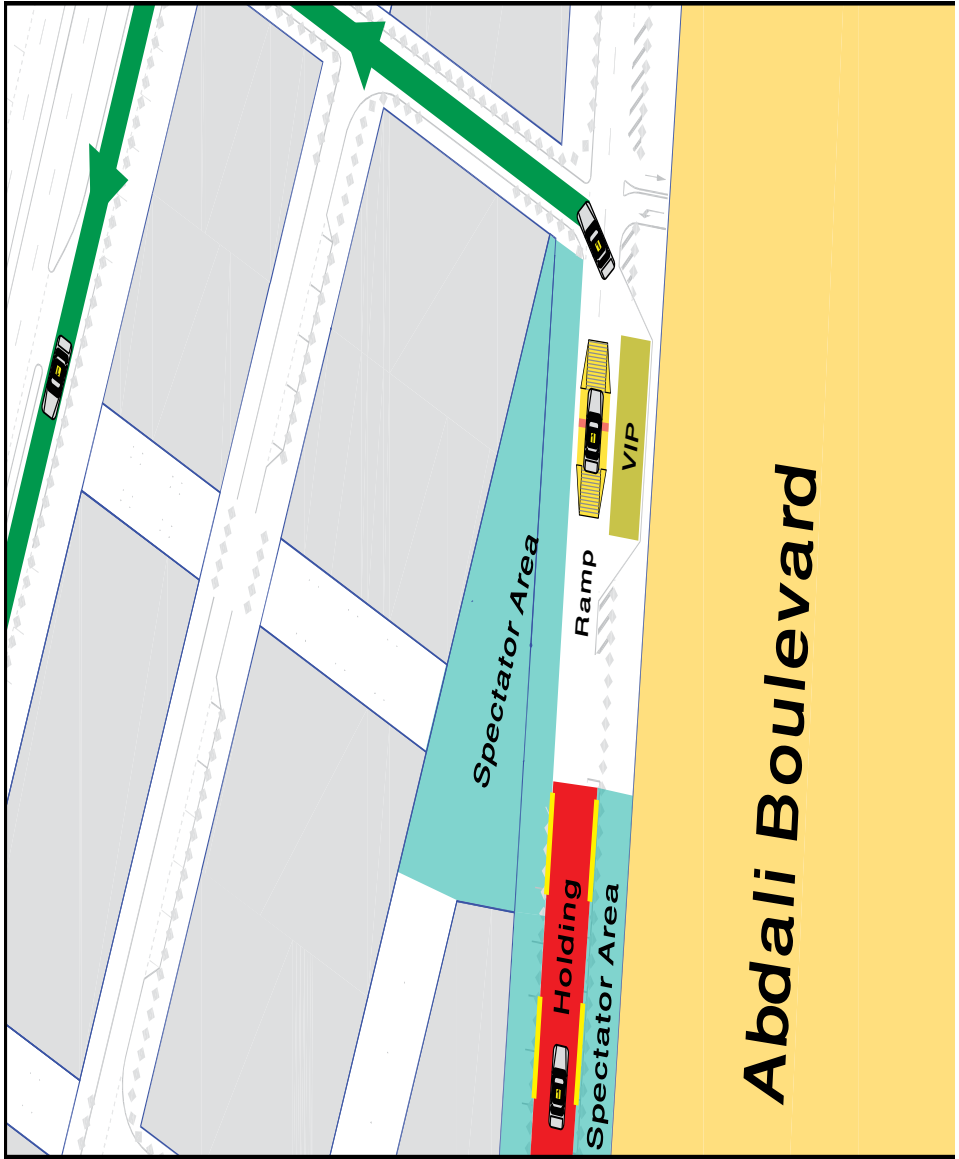 VIP
Ramp
Spectator Area
Holding
Spectator Area
Abdali Boulevard